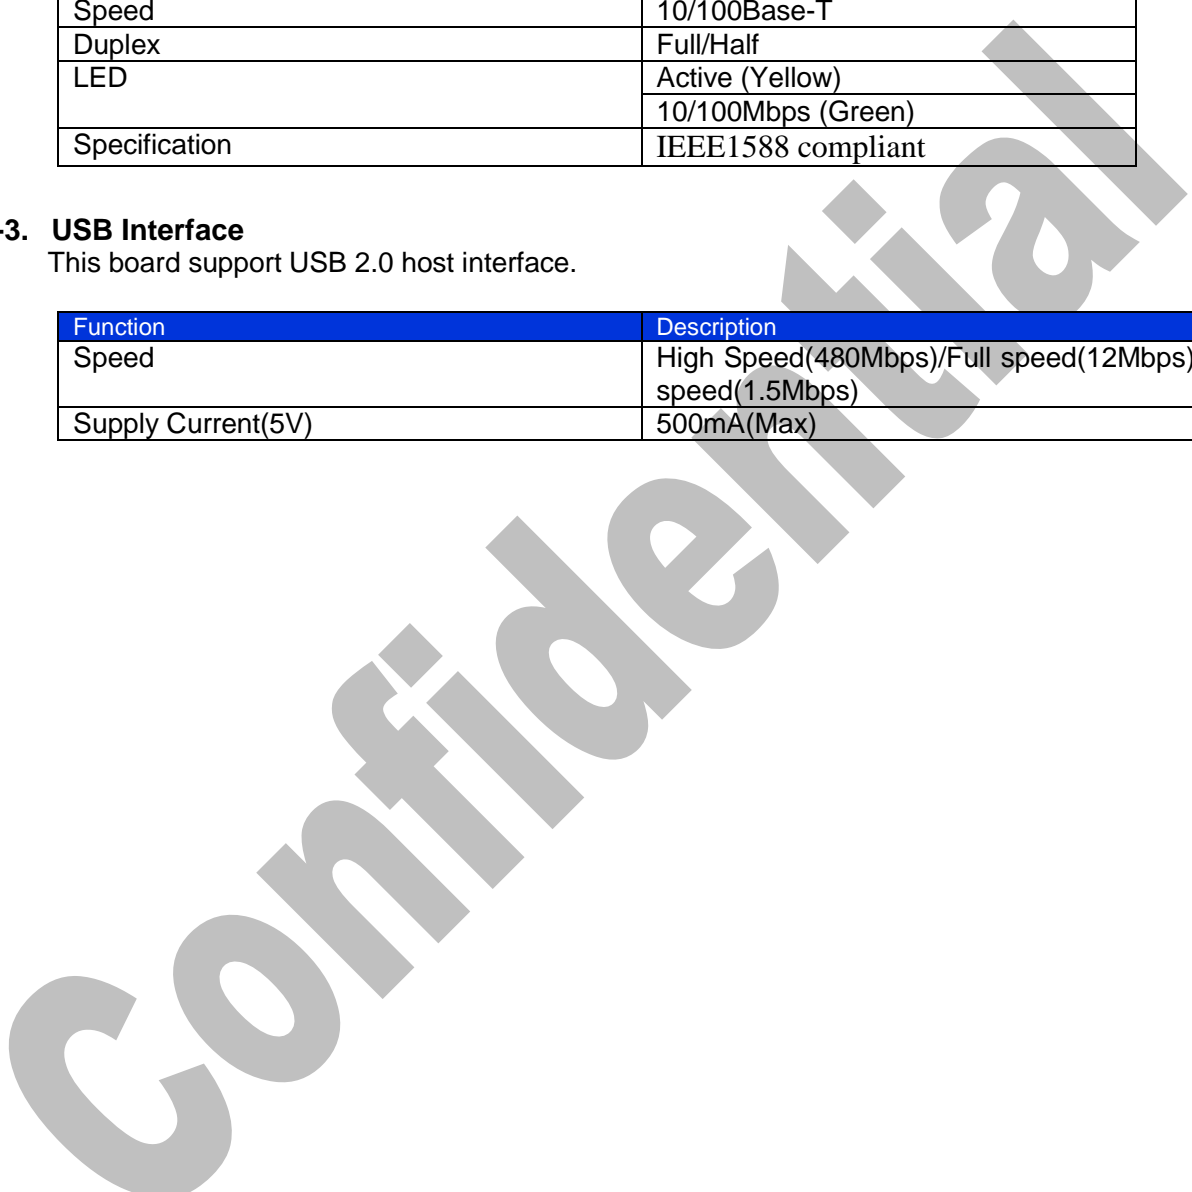 Speed 10/100Base-T
Duplex Full/Half
LED Active (Yellow)
10/100Mbps (Green)
Specification IEEE1588 compliant
-3. USB Interface
This board support USB 2.0 host interface.
Function Description
Speed High Speed(480Mbps)/Full speed(12Mbps)
speed(1.5Mbps)
Supply Current(5V) 500mA(Max)
Confidential